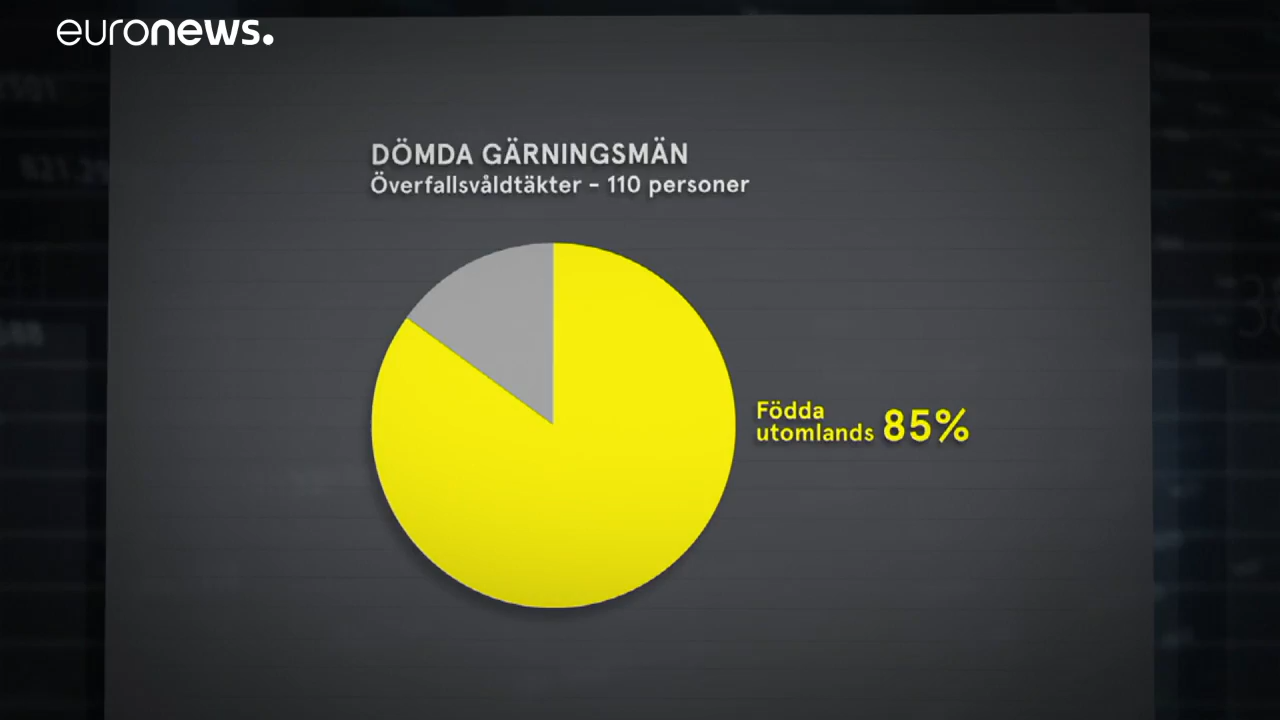 euronews.
DÖMDA GÄRNINGSMÄN
Överfallsvåldtäkter - 110 personer
Födda
utomlands 85%